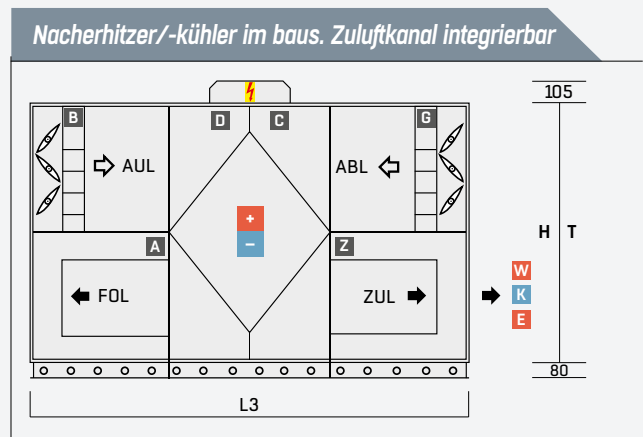 Nacherhitzer/-kühler im baus. Zuluftkanal integrierbar
105
B
D
C
G
AUL
ABL
+
−
H T
A
Z
W
FOL
ZUL
K
E
80
L3